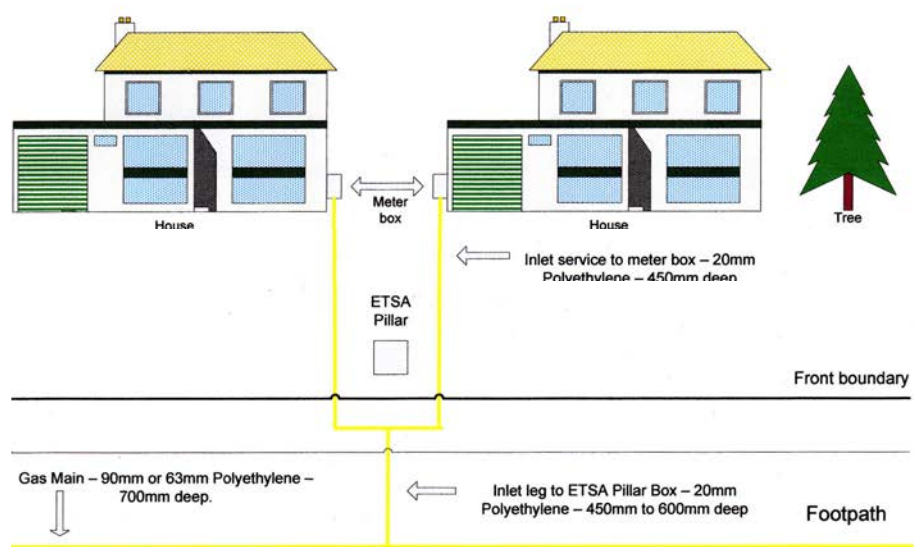 Meter
box
House
House
Tree
Inlet service to meter box – 20mm
Polyethylene – 450mm deep
ETSA
Pillar
Front boundary
Gas Main – 90mm or 63mm Polyethylene –
700mm deep.
Inlet leg to ETSA Pillar Box – 20mm
Polyethylene – 450mm to 600mm deep
Footpath